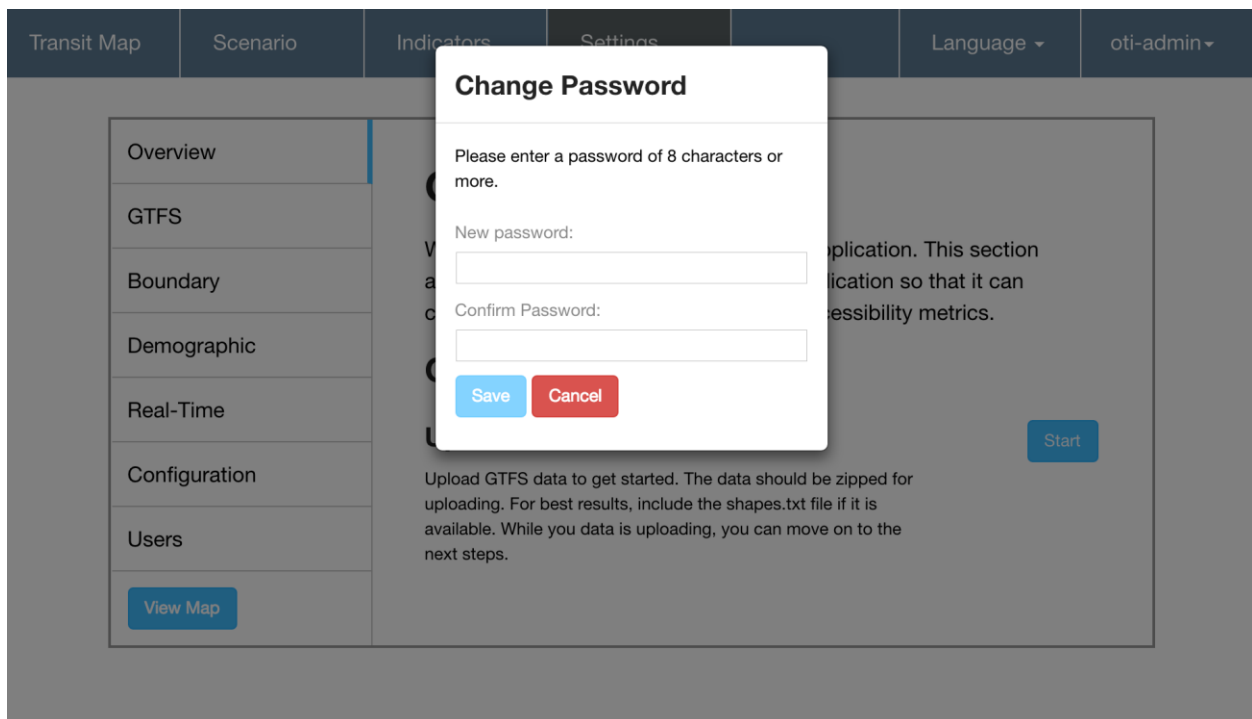 Transit Map
Scenario
Indicators
Settings
Language
oti-admin
Change Password
Please enter a password of 8 characters or
more.
New password:
Confirm Password:
Save
Cancel
Overview
GTFS
Boundary
Demographic
Real-Time
Configuration
Users
View Map
This section
so that it can
metrics.
Start
Upload GTFS data to get started. The data should be zipped for
uploading. For best results, include the shapes.txt file if it is
available. While you data is uploading, you can move on to the
next steps.